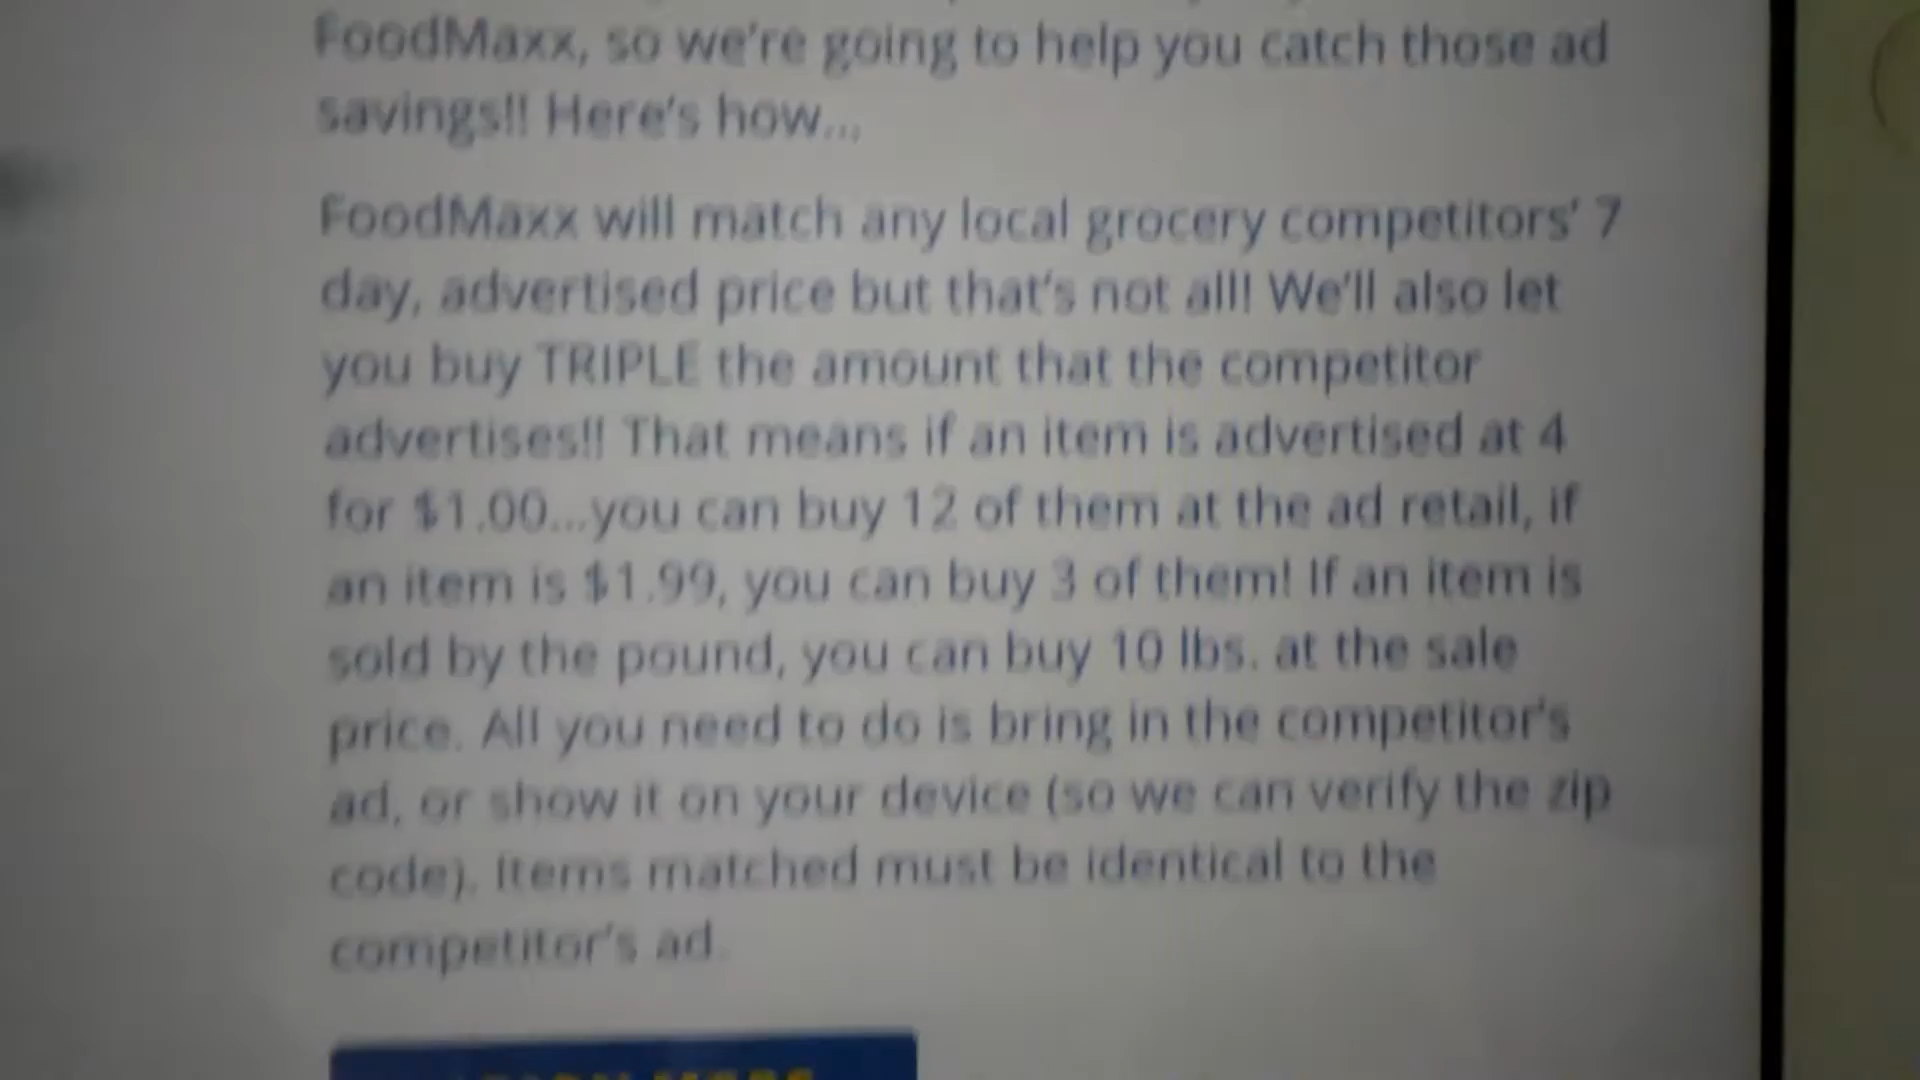 FoodMaxx, so we're going to help you catch those ad
savings!! Here's how...
FoodMaxx will match any local grocery competitors' 7
day, advertised price but that's not all! We'll also let
you buy TRIPLE the amount that the competitor
advertises!! That means if an item is advertised at 4
for $1.00...you can buy 12 of them at the ad retail, if
an item is $1.99, you can buy 3 of them! If an item is
sold by the pound, you can buy 10 lbs. at the sale
price. All you need to do is bring in the competitor's
ad, or show it on your device (so we can verify the zip
code). Items matched must be identical to the
competitor's ad.